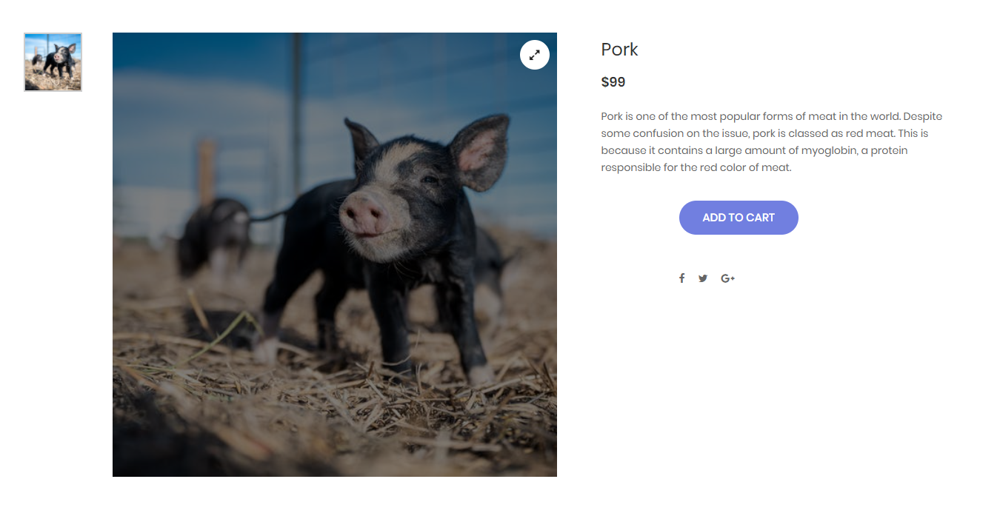 Pork
$99
Pork is one of the most popular forms of meat in the world. Despite
some confusion on the issue, pork is classed as red meat. This is
because it contains a large amount of myoglobin, a protein
responsible for the red color of meat.
ADD TO CART